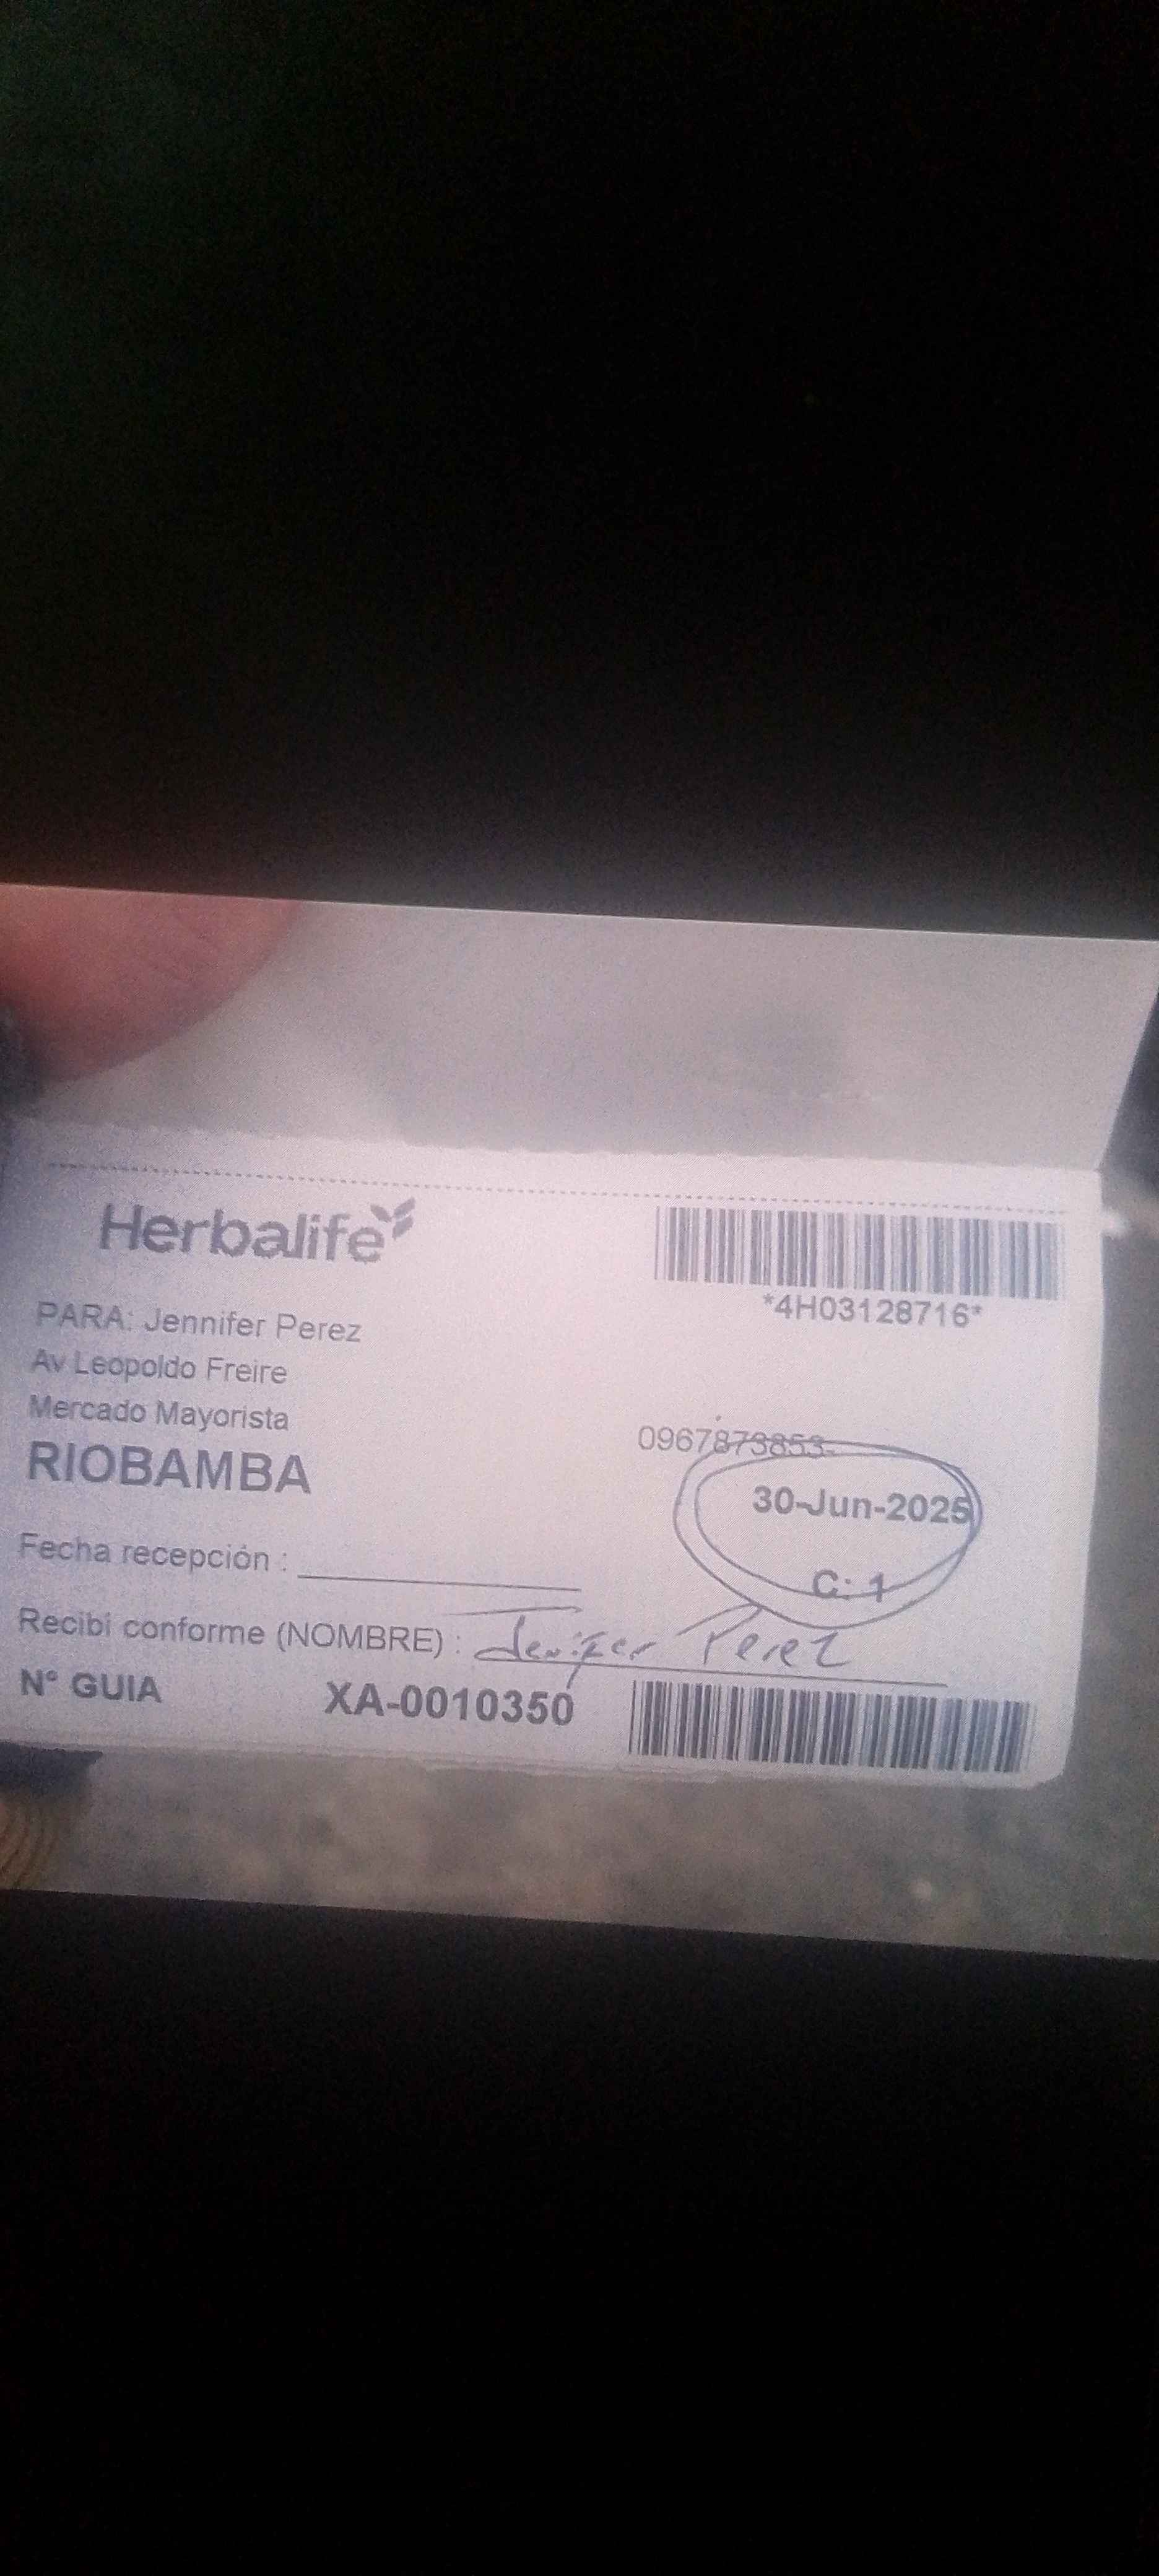 Herbalife
*4H03128716*
PARA: Jennifer Perez
Av Leopoldo Freire
Mercado Mayorista
0967873853
RIOBAMBA
30-Jun-2025
C: 1
Fecha recepción :
Recibi conforme (NOMBRE) : Jenifer Perez
N° GUIA XA-0010350